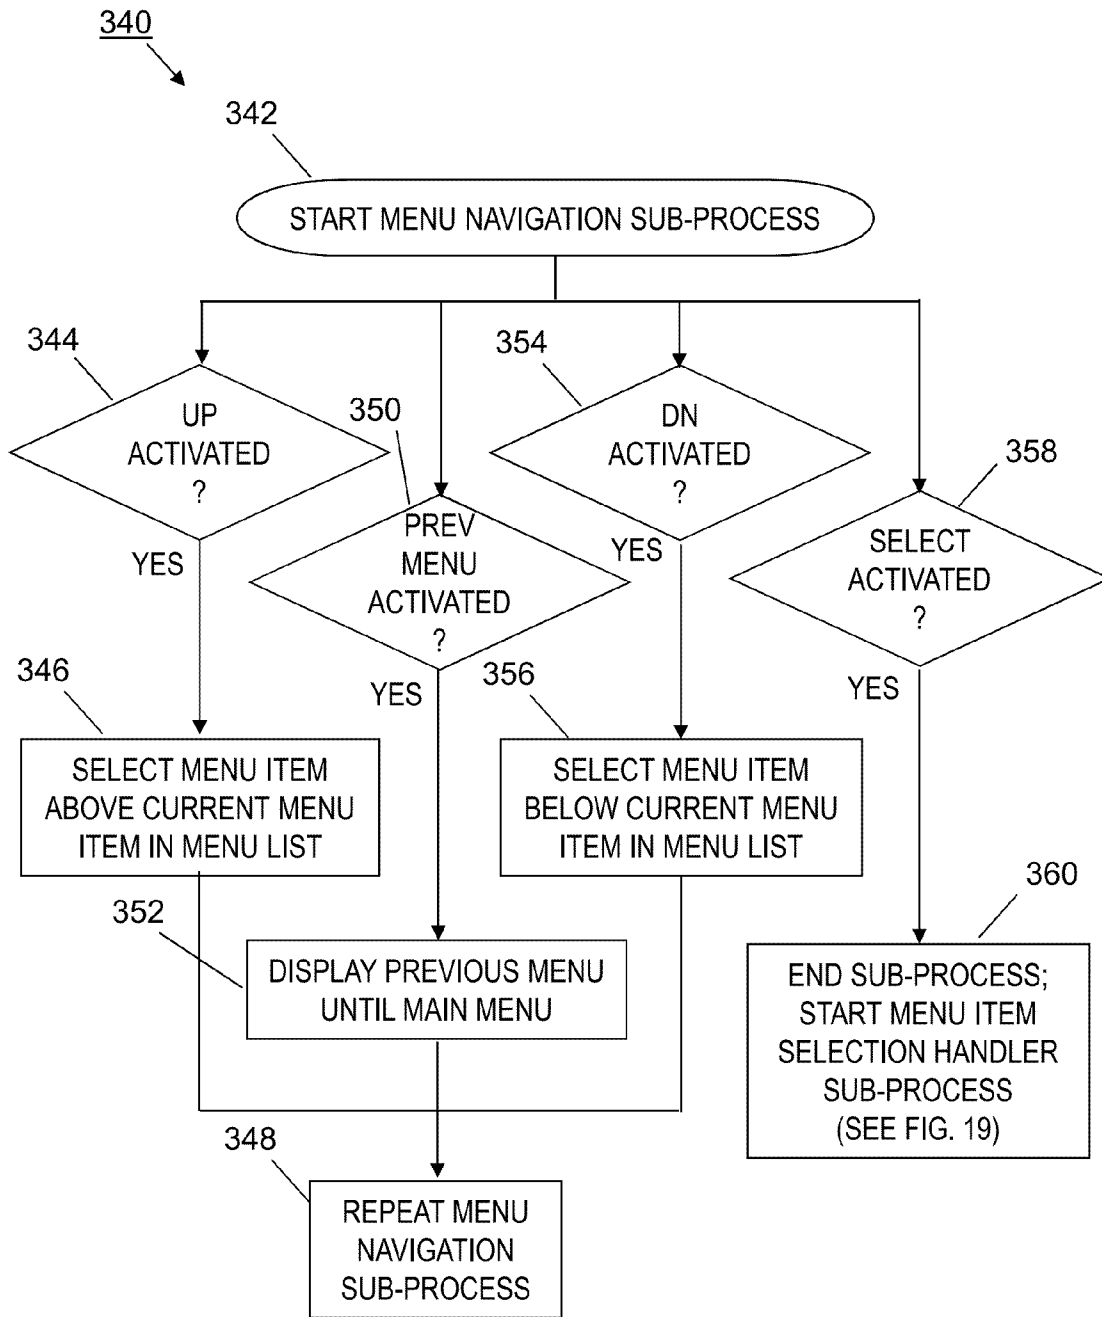 340
342
START MENU NAVIGATION SUB-PROCESS
344
UP
ACTIVATED
?
YES
350
PREV
MENU
ACTIVATED
?
YES
354
DN
ACTIVATED
?
YES
358
SELECT
ACTIVATED
?
YES
346
SELECT MENU ITEM
ABOVE CURRENT MENU
ITEM IN MENU LIST
356
SELECT MENU ITEM
BELOW CURRENT MENU
ITEM IN MENU LIST
352
DISPLAY PREVIOUS MENU
UNTIL MAIN MENU
360
END SUB-PROCESS;
START MENU ITEM
SELECTION HANDLER
SUB-PROCESS
(SEE FIG. 19)
348
REPEAT MENU
NAVIGATION
SUB-PROCESS